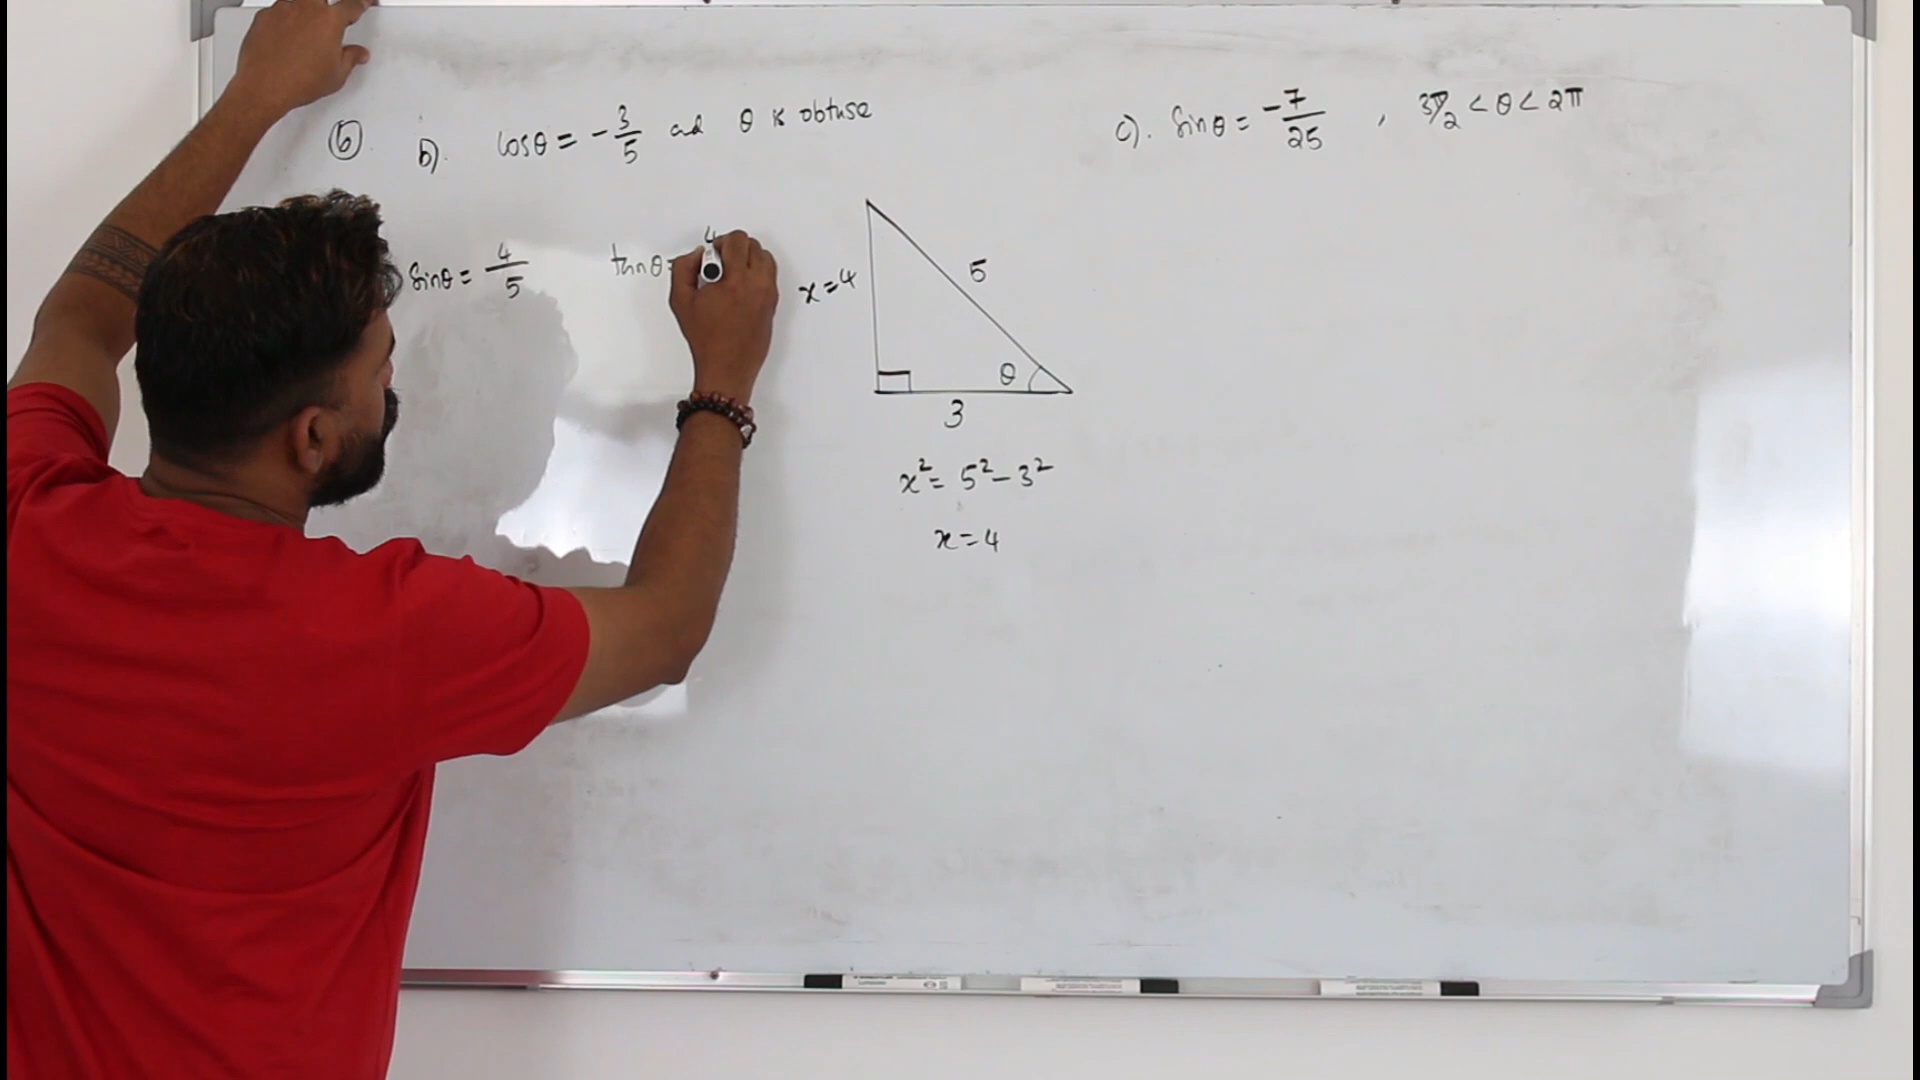 ⑥. b). cosθ = -3/5 and θ is obtuse
sinθ = 4/5
tanθ = 4
x=4
5
θ
3
x² = 5² - 3²
x = 4
c). Sinθ = -7/25 , 3π/2 < θ < 2π